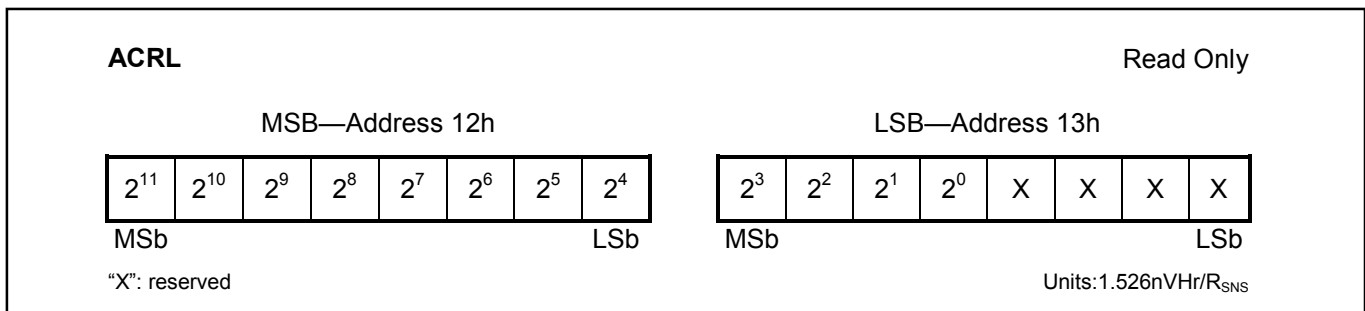 ACRL Read Only
MSB—Address 12h LSB—Address 13h
2¹¹ 2¹⁰ 2⁹ 2⁸ 2⁷ 2⁶ 2⁵ 2⁴ 2³ 2² 2¹ 2⁰ X X X X
MSb LSb MSb LSb
“X”: reserved Units:1.526nVHr/R_SNS